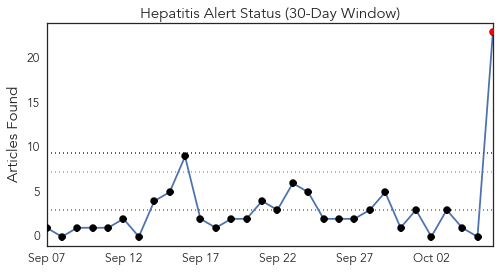 Hepatitis Alert Status (30-Day Window)
Articles Found
20
15
10
5
0
Sep 07 Sep 12 Sep 17 Sep 22 Sep 27 Oct 02